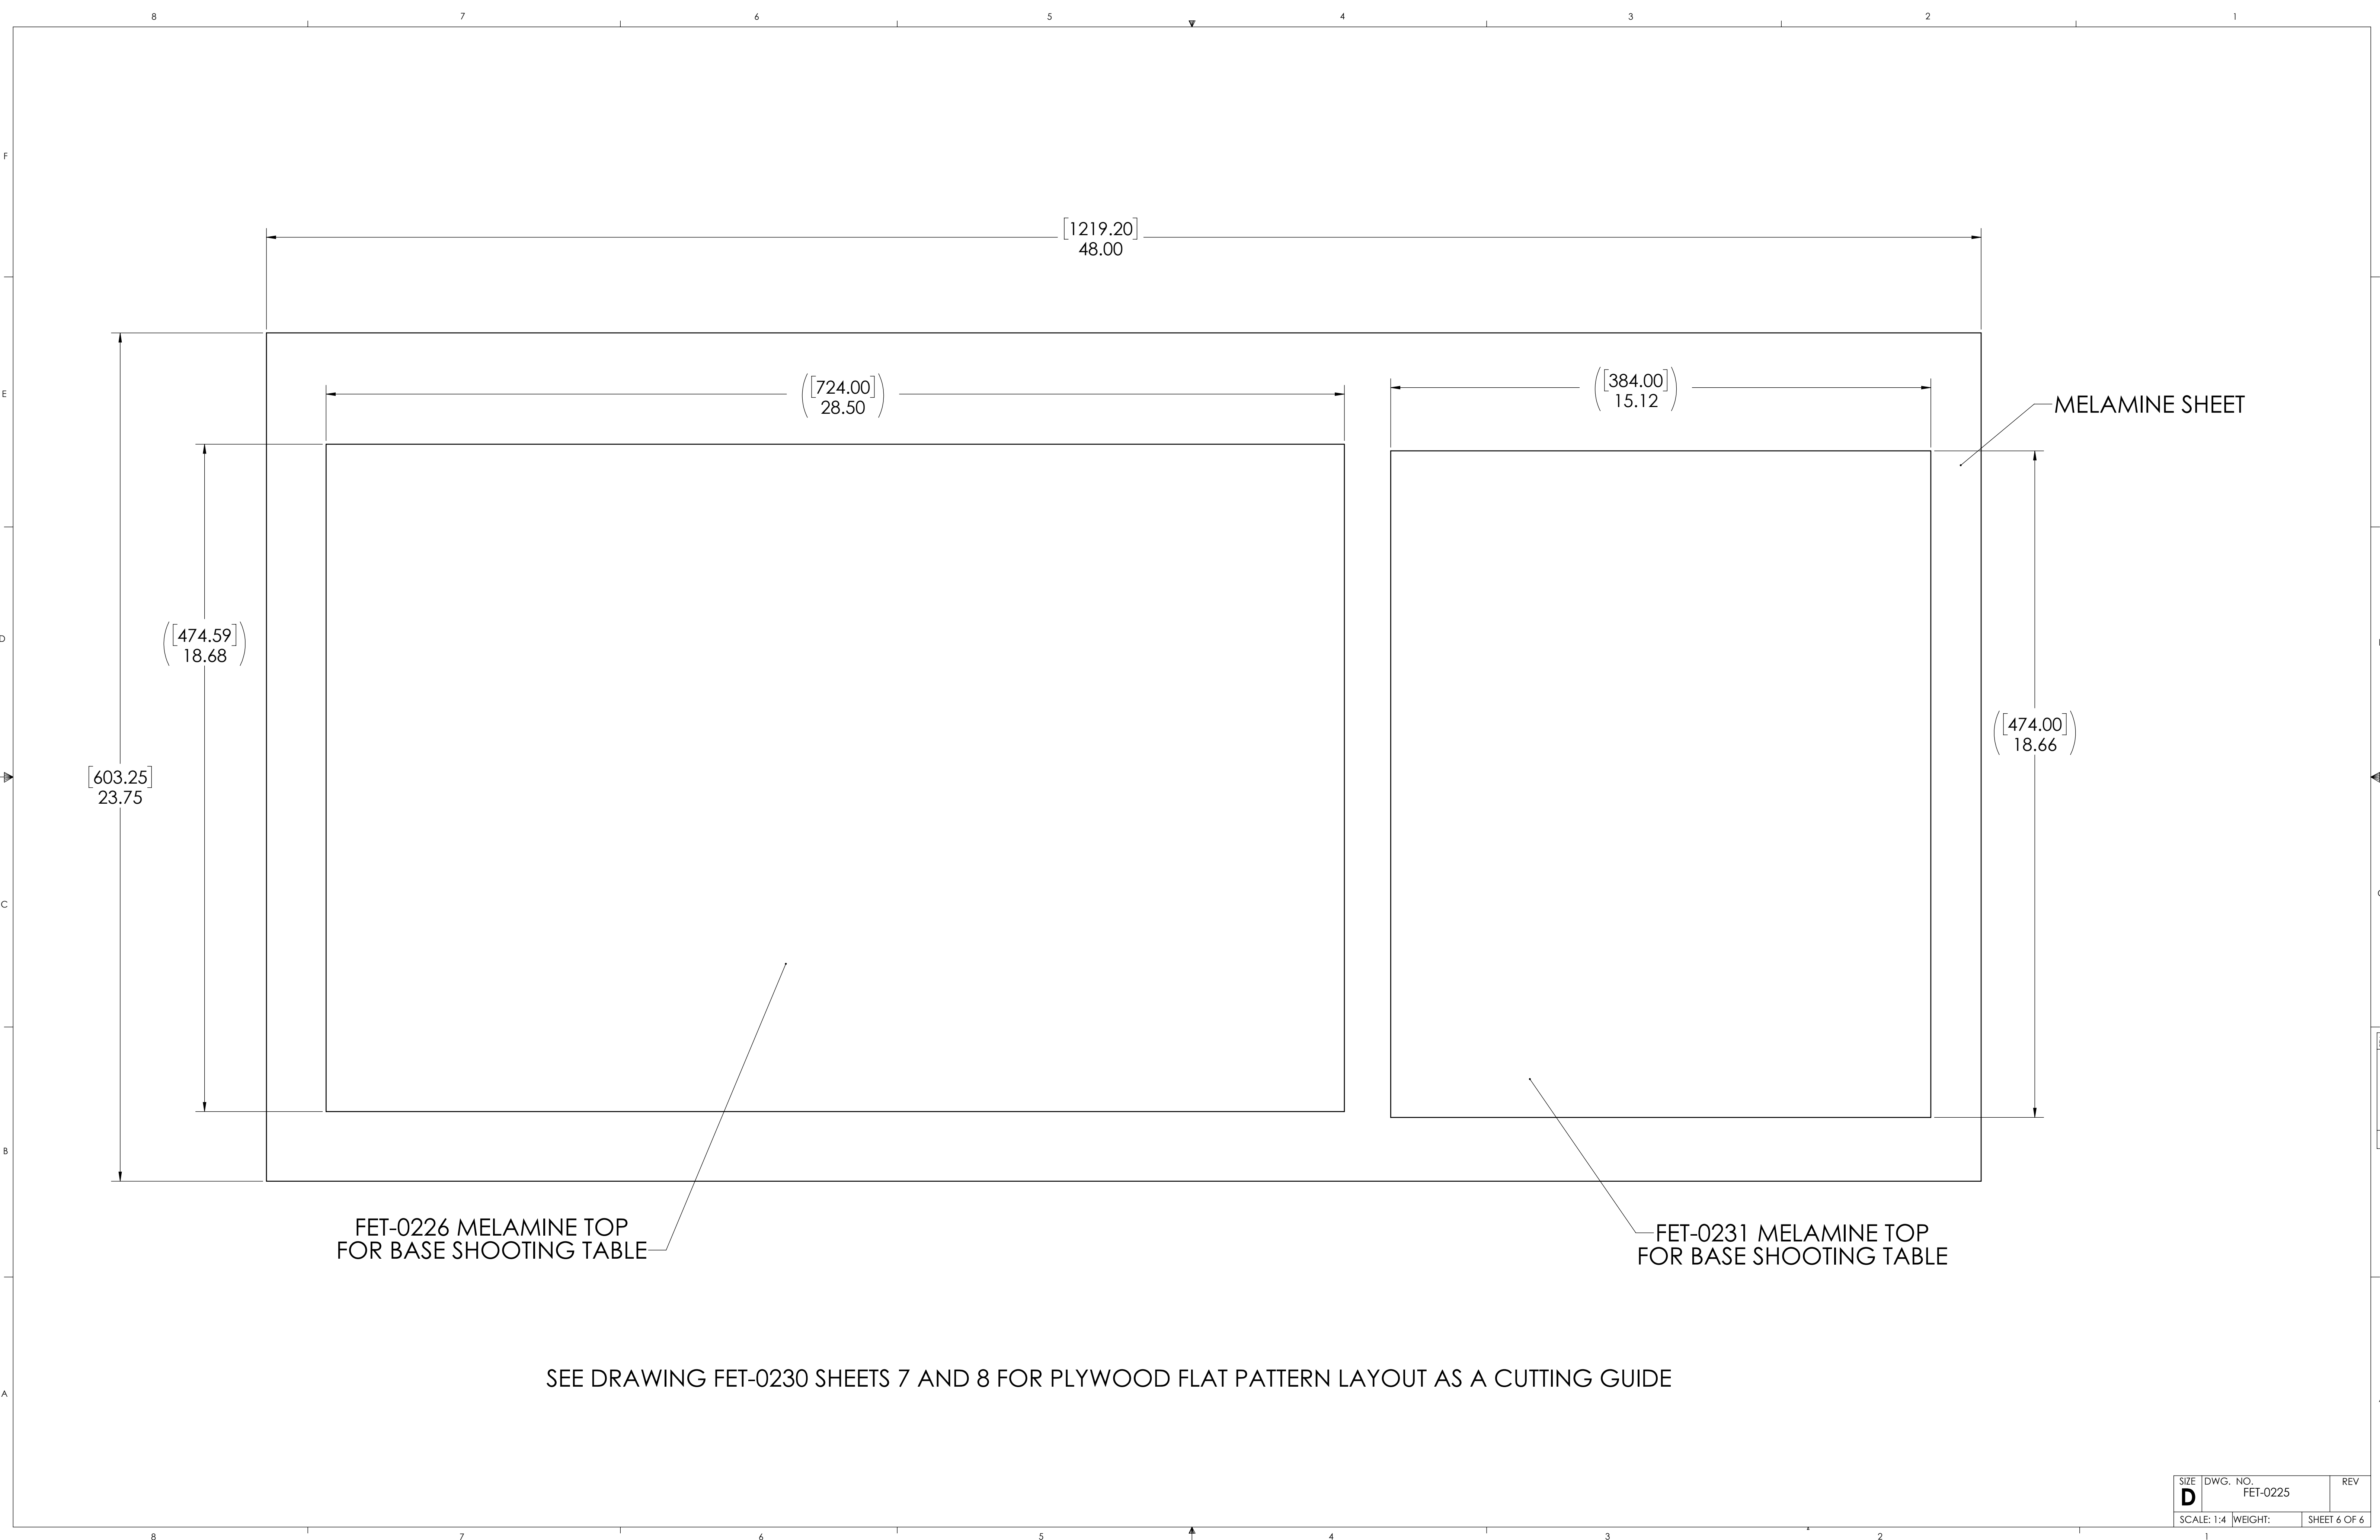 8 7 6 5 4 3 2 1
F
[1219.20]
48.00
([724.00]
28.50)
([384.00]
15.12)
E
MELAMINE SHEET
([474.59]
18.68)
D
([474.00]
18.66)
[603.25]
23.75
C
B
FET-0226 MELAMINE TOP
FOR BASE SHOOTING TABLE
FET-0231 MELAMINE TOP
FOR BASE SHOOTING TABLE
SEE DRAWING FET-0230 SHEETS 7 AND 8 FOR PLYWOOD FLAT PATTERN LAYOUT AS A CUTTING GUIDE
A
SIZE DWG. NO. REV
D FET-0225
SCALE: 1:4 WEIGHT: SHEET 6 OF 6
8 7 6 5 4 3 2 1